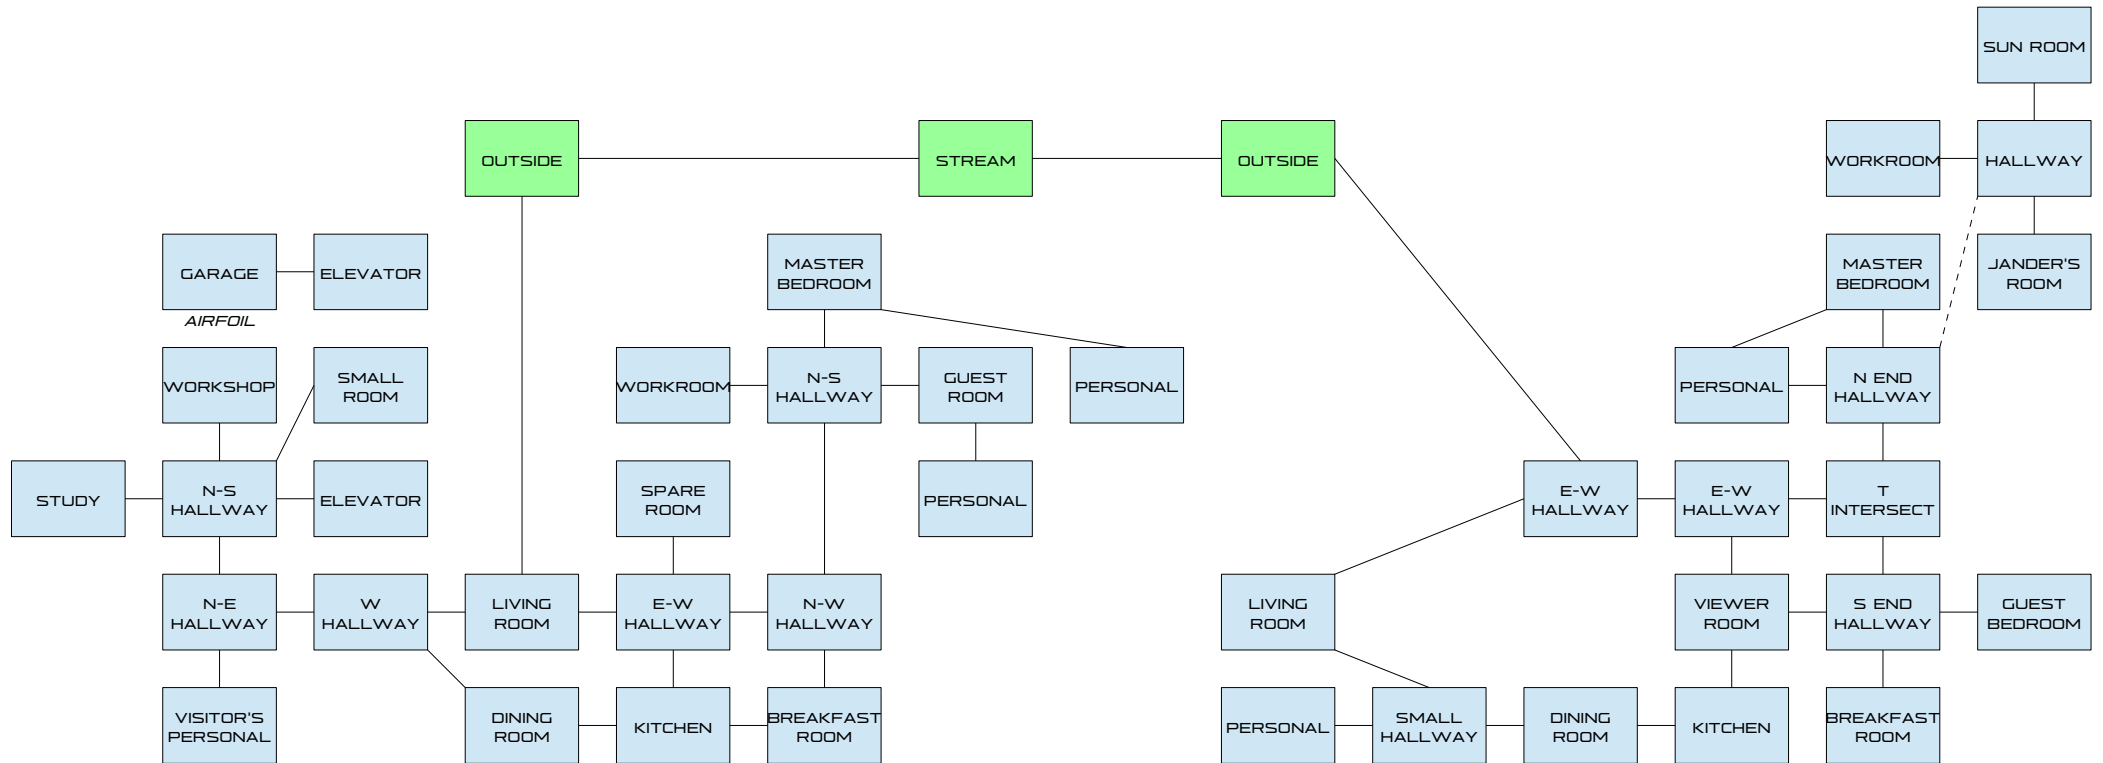 SUN ROOM
OUTSIDE
STREAM
OUTSIDE
WORKROOM
HALLWAY
GARAGE
ELEVATOR
MASTER
BEDROOM
MASTER
BEDROOM
JANDER'S
ROOM
AIRFOIL
WORKSHOP
SMALL
ROOM
WORKROOM
N-S
HALLWAY
GUEST
ROOM
PERSONAL
PERSONAL
N END
HALLWAY
STUDY
N-S
HALLWAY
ELEVATOR
SPARE
ROOM
PERSONAL
E-W
HALLWAY
E-W
HALLWAY
T
INTERSECT
N-E
HALLWAY
W
HALLWAY
LIVING
ROOM
E-W
HALLWAY
N-W
HALLWAY
LIVING
ROOM
VIEWER
ROOM
S END
HALLWAY
GUEST
BEDROOM
VISITOR'S
PERSONAL
DINING
ROOM
KITCHEN
BREAKFAST
ROOM
PERSONAL
SMALL
HALLWAY
DINING
ROOM
KITCHEN
BREAKFAST
ROOM